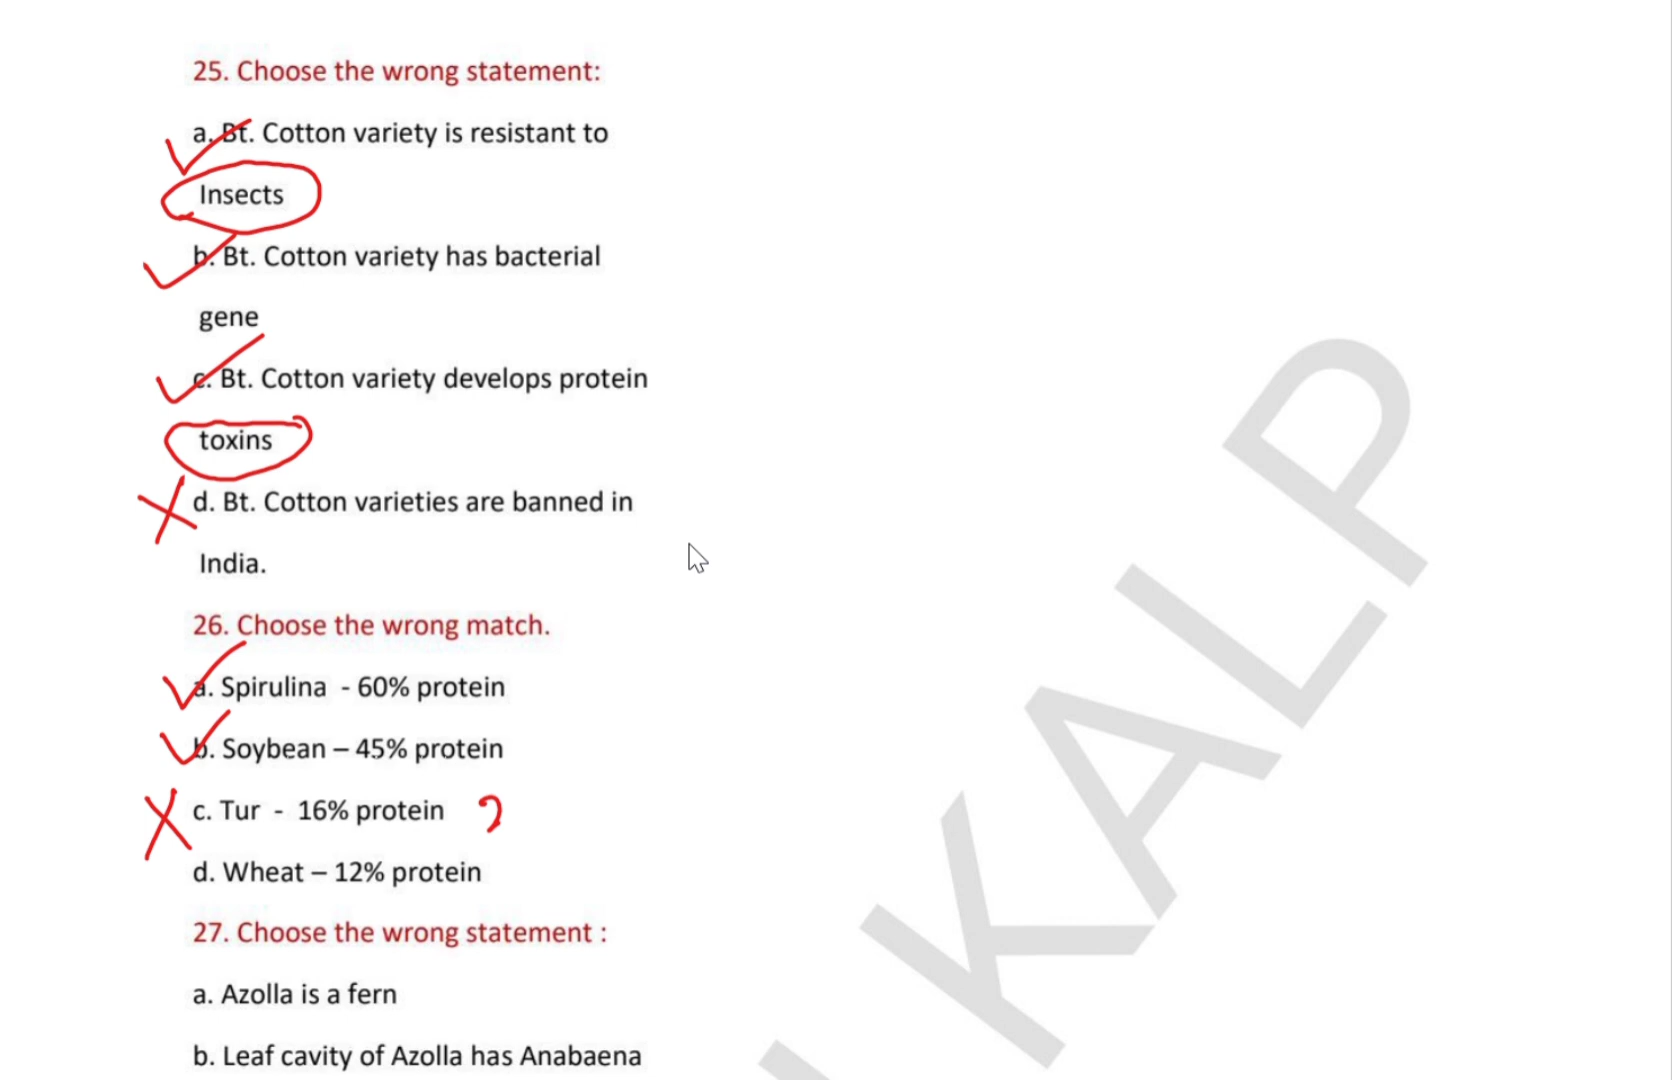 25. Choose the wrong statement:
a. Bt. Cotton variety is resistant to
Insects
b. Bt. Cotton variety has bacterial
gene
c. Bt. Cotton variety develops protein
toxins
d. Bt. Cotton varieties are banned in
India.
26. Choose the wrong match.
a. Spirulina - 60% protein
b. Soybean – 45% protein
c. Tur - 16% protein
d. Wheat – 12% protein
27. Choose the wrong statement :
a. Azolla is a fern
b. Leaf cavity of Azolla has Anabaena
KALP